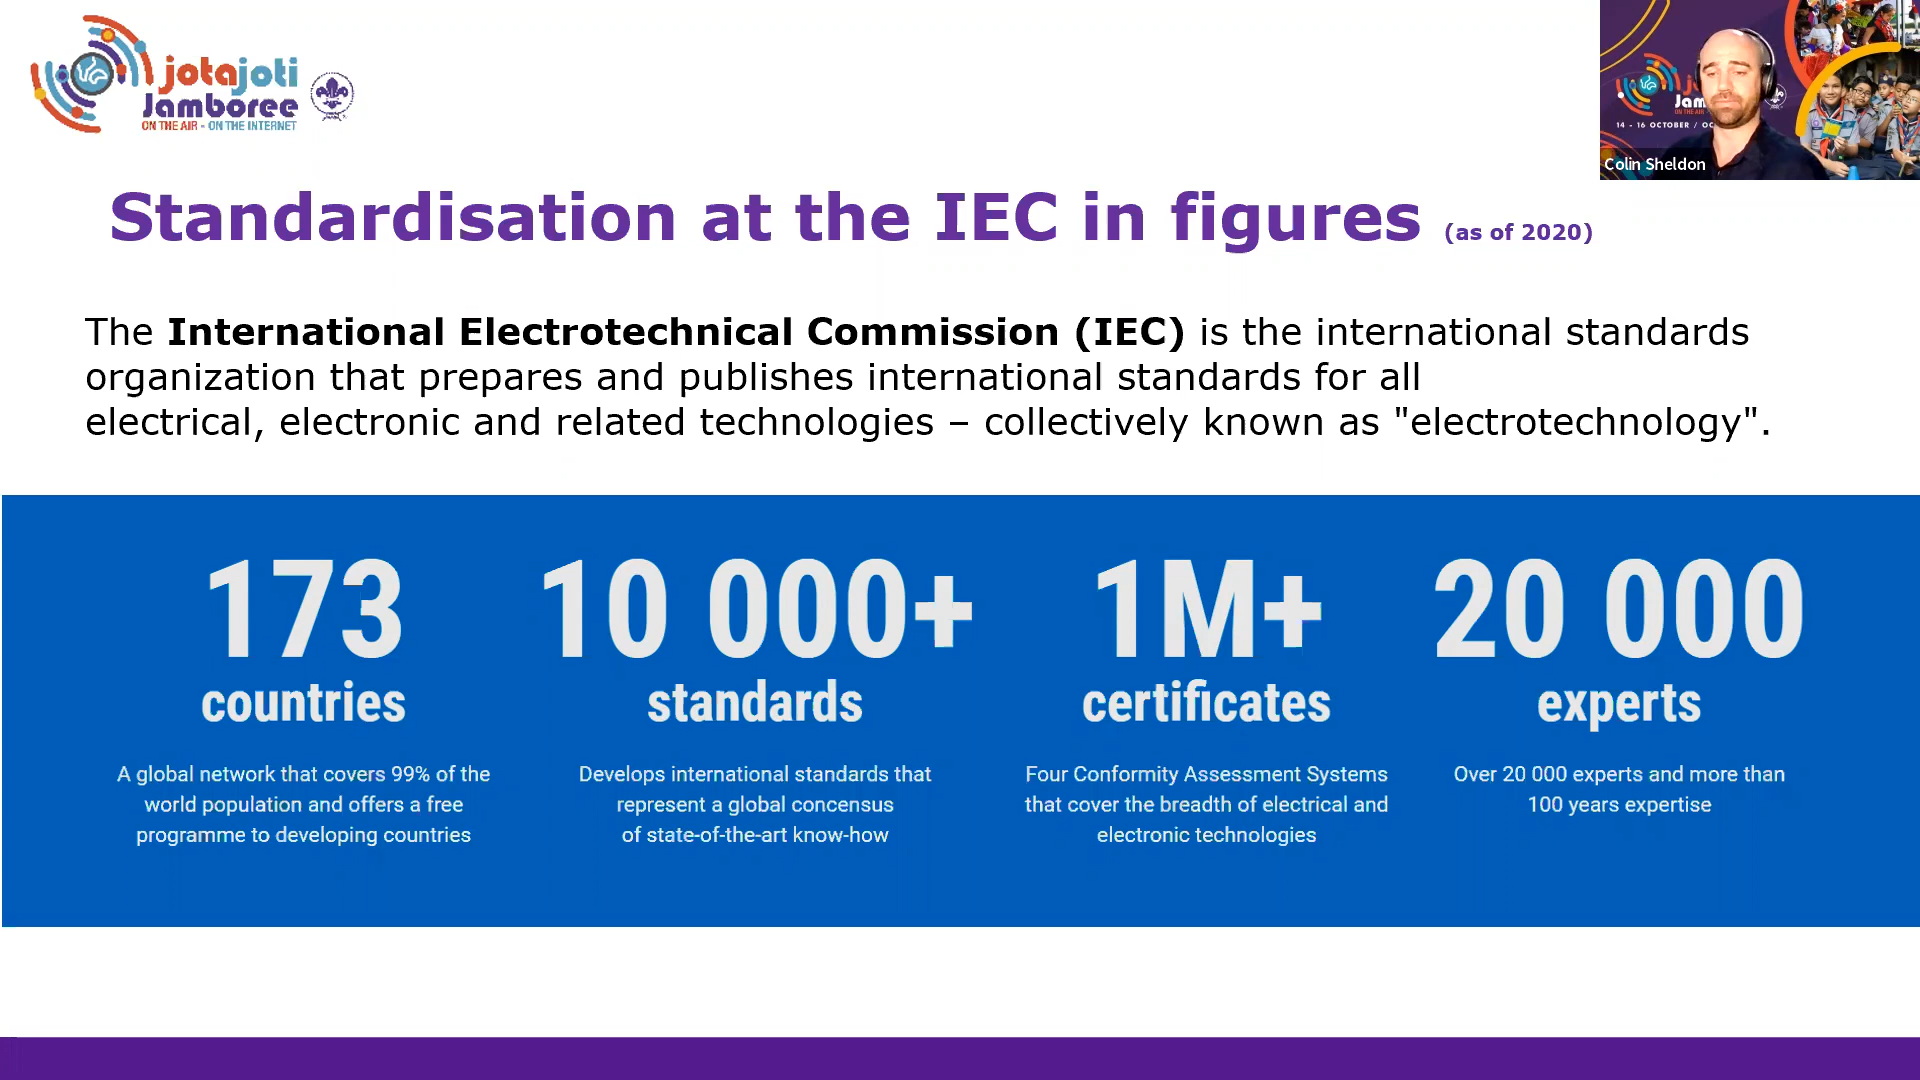 jotajoti
Jamboree
ON THE AIR - ON THE INTERNET
14 - 16 OCTOBER /
Colin Sheldon
Standardisation at the IEC in figures (as of 2020)
The International Electrotechnical Commission (IEC) is the international standards
organization that prepares and publishes international standards for all
electrical, electronic and related technologies – collectively known as "electrotechnology".
173
countries
A global network that covers 99% of the
world population and offers a free
programme to developing countries
10 000+
standards
Develops international standards that
represent a global concensus
of state-of-the-art know-how
1M+
certificates
Four Conformity Assessment Systems
that cover the breadth of electrical and
electronic technologies
20 000
experts
Over 20 000 experts and more than
100 years expertise